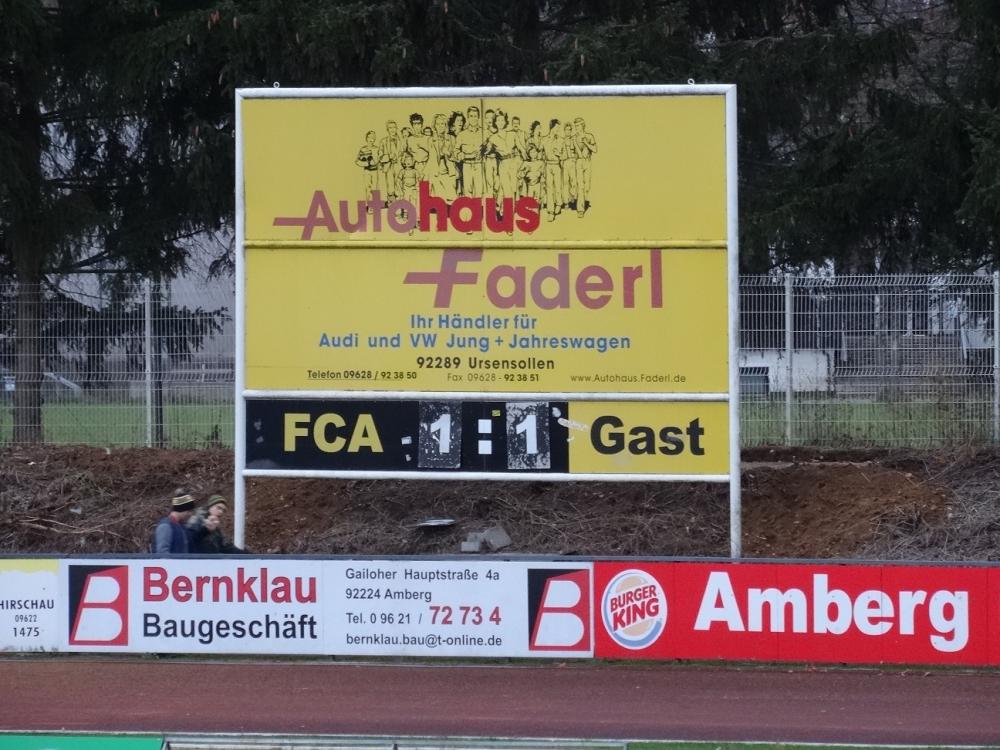 Autohaus
Faderl
Ihr Händler für
Audi und VW Jung + Jahreswagen
92289 Ursensollen
Telefon 09628 / 92 38 50 Fax 09628 - 92 38 51 www.Autohaus.Faderl.de
FCA 1 : 1 Gast
HIRSCHAU
09622
1475
B
Bernklau
Baugeschäft
Gailoher Hauptstraße 4a
92224 Amberg
Tel. 0 96 21 / 72 73 4
bernklau.bau@t-online.de
B
BURGER
KING
Amberg